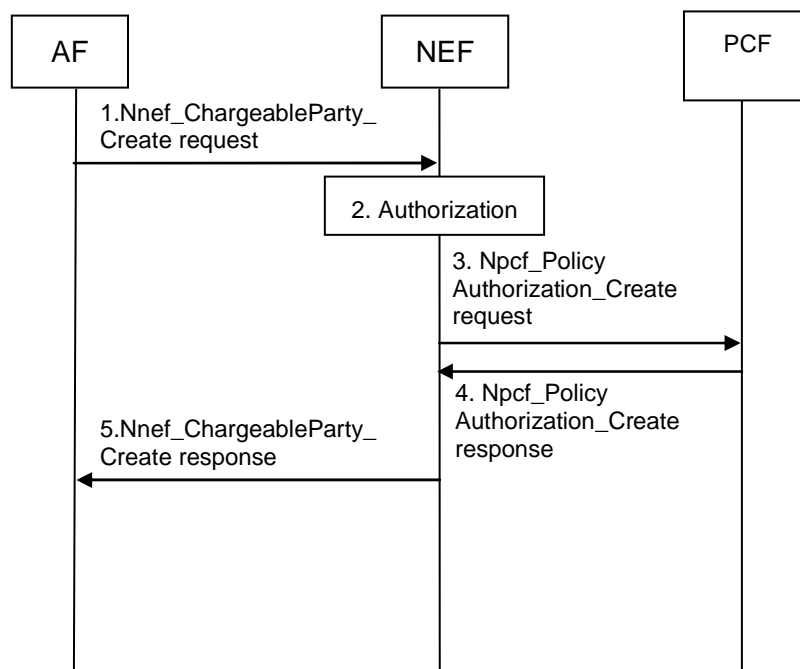 AF
NEF
PCF
1.Nnef_ChargeableParty_
Create request
2. Authorization
3. Npcf_Policy
Authorization_Create
request
4. Npcf_Policy
Authorization_Create
response
5.Nnef_ChargeableParty_
Create response